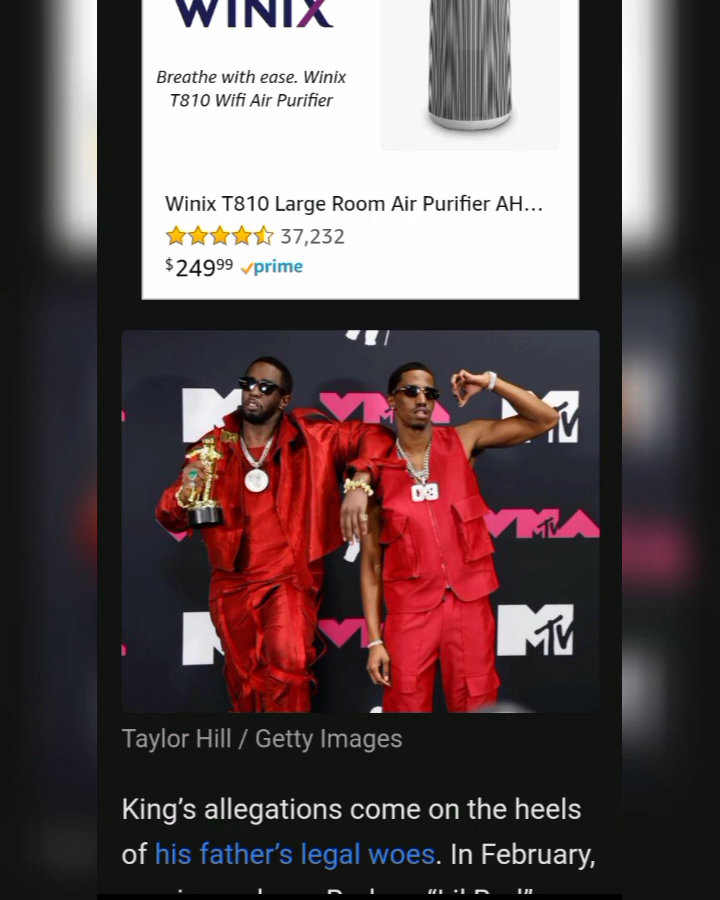 WINIX
Breathe with ease. Winix
T810 Wifi Air Purifier
Winix T810 Large Room Air Purifier AH…
37,232
$249⁹⁹ prime
VMA
MTV
VMA
MTV
Taylor Hill / Getty Images
King’s allegations come on the heels
of his father’s legal woes. In February,